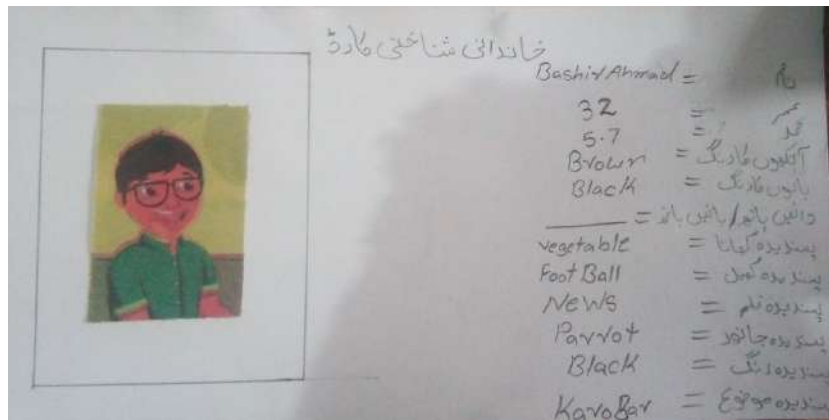 خاندانی شناختی کارڈ
نام = Bashir Ahmad
عمر = 32
قد = 5.7
آنکھوں کا رنگ = Brown
بالوں کا رنگ = Black
دائیں ہاتھ / بائیں ہاتھ = ______
پسندیدہ کھانا = vegetable
پسندیدہ کھیل = Foot Ball
پسندیدہ فلم = News
پسندیدہ جانور = Parrot
پسندیدہ رنگ = Black
پسندیدہ موضوع = KaroBar